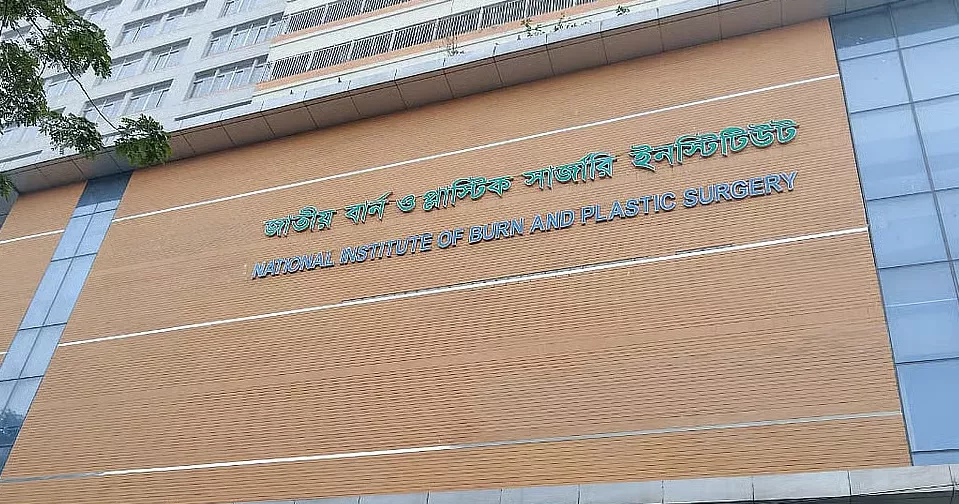 জাতীয় বার্ন ও প্লাস্টিক সার্জারি ইনস্টিটিউট
NATIONAL INSTITUTE OF BURN AND PLASTIC SURGERY